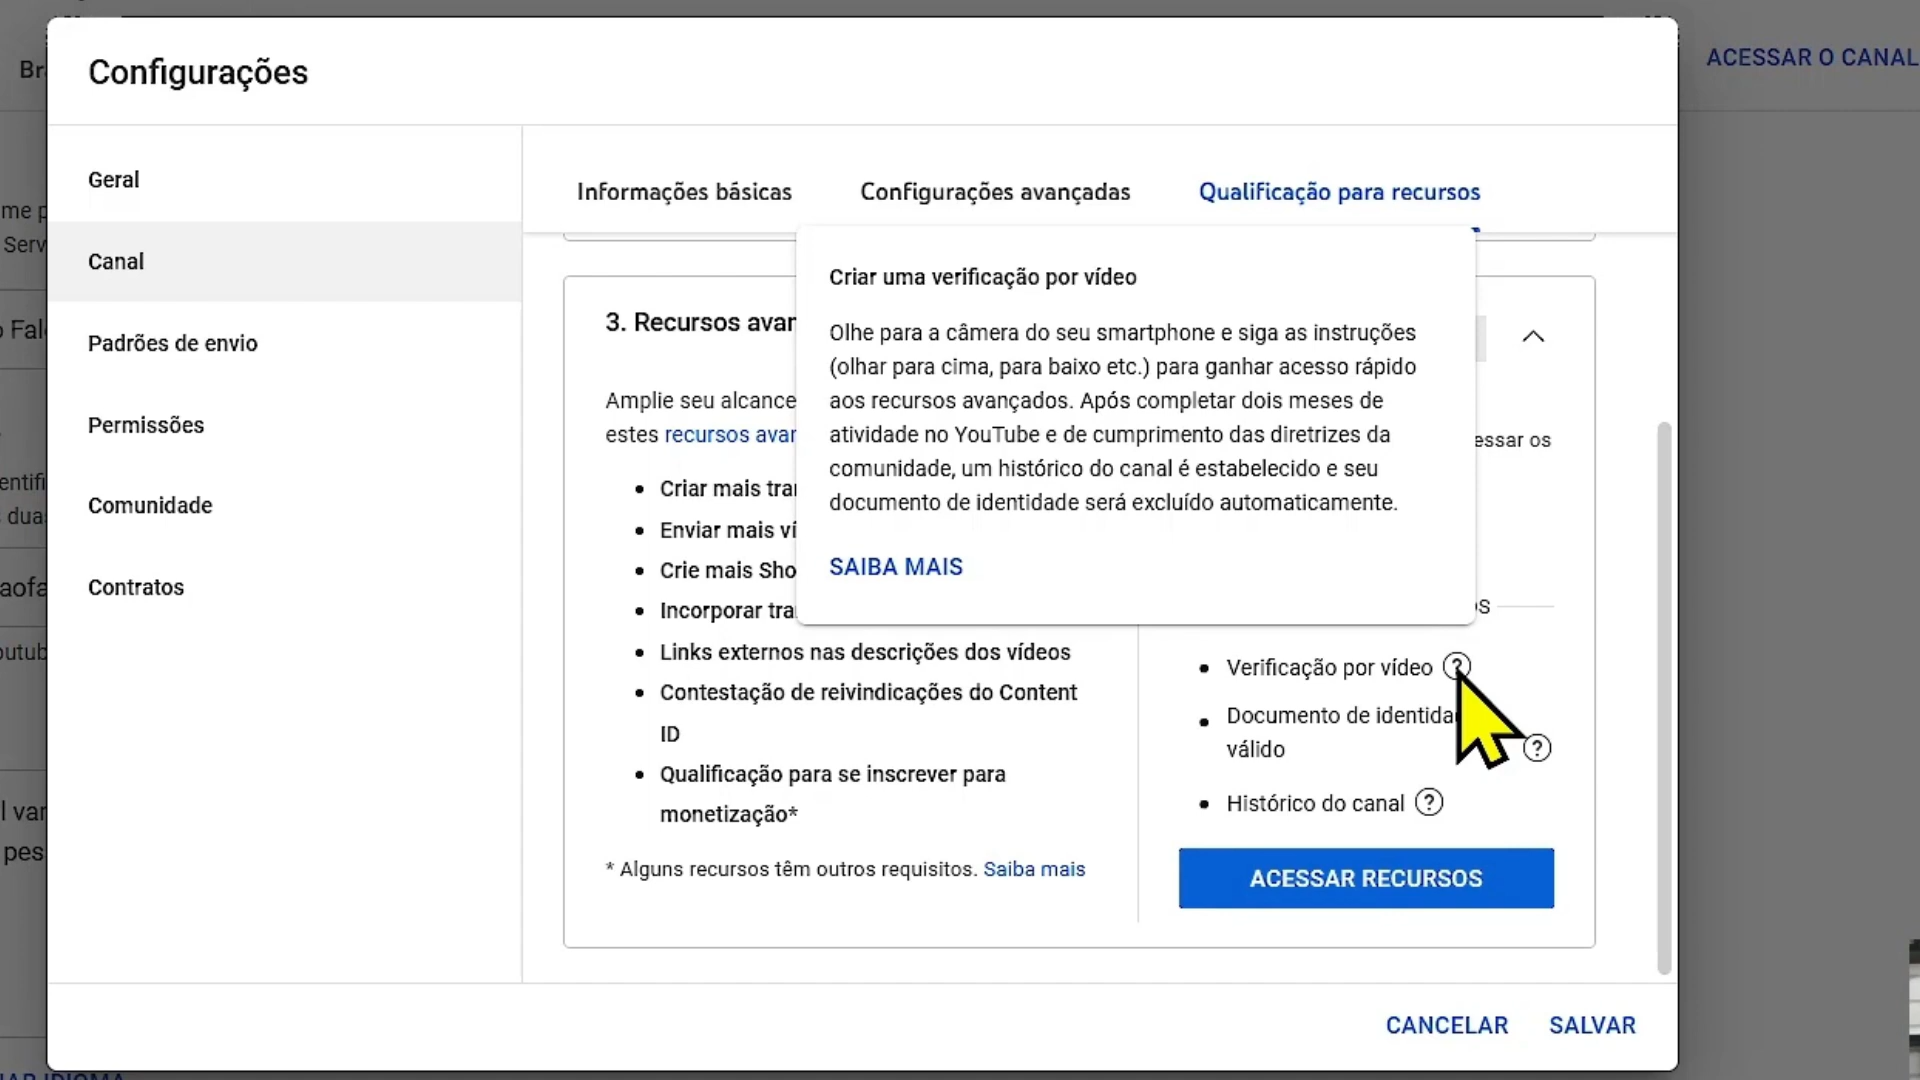 ACESSAR O CANAL
Configurações
Geral
Canal
Padrões de envio
Permissões
Comunidade
Contratos
Informações básicas
Configurações avançadas
Qualificação para recursos
Criar uma verificação por vídeo
Olhe para a câmera do seu smartphone e siga as instruções
(olhar para cima, para baixo etc.) para ganhar acesso rápido
aos recursos avançados. Após completar dois meses de
atividade no YouTube e de cumprimento das diretrizes da
comunidade, um histórico do canal é estabelecido e seu
documento de identidade será excluído automaticamente.
SAIBA MAIS
3. Recursos avan
Amplie seu alcance
estes recursos avan
essar os
• Criar mais tran
• Enviar mais ví
• Crie mais Sho
• Incorporar tra
• Links externos nas descrições dos vídeos
• Contestação de reivindicações do Content
ID
• Qualificação para se inscrever para
monetização*
* Alguns recursos têm outros requisitos. Saiba mais
• Verificação por vídeo ?
• Documento de identida
válido ?
• Histórico do canal ?
ACESSAR RECURSOS
CANCELAR
SALVAR